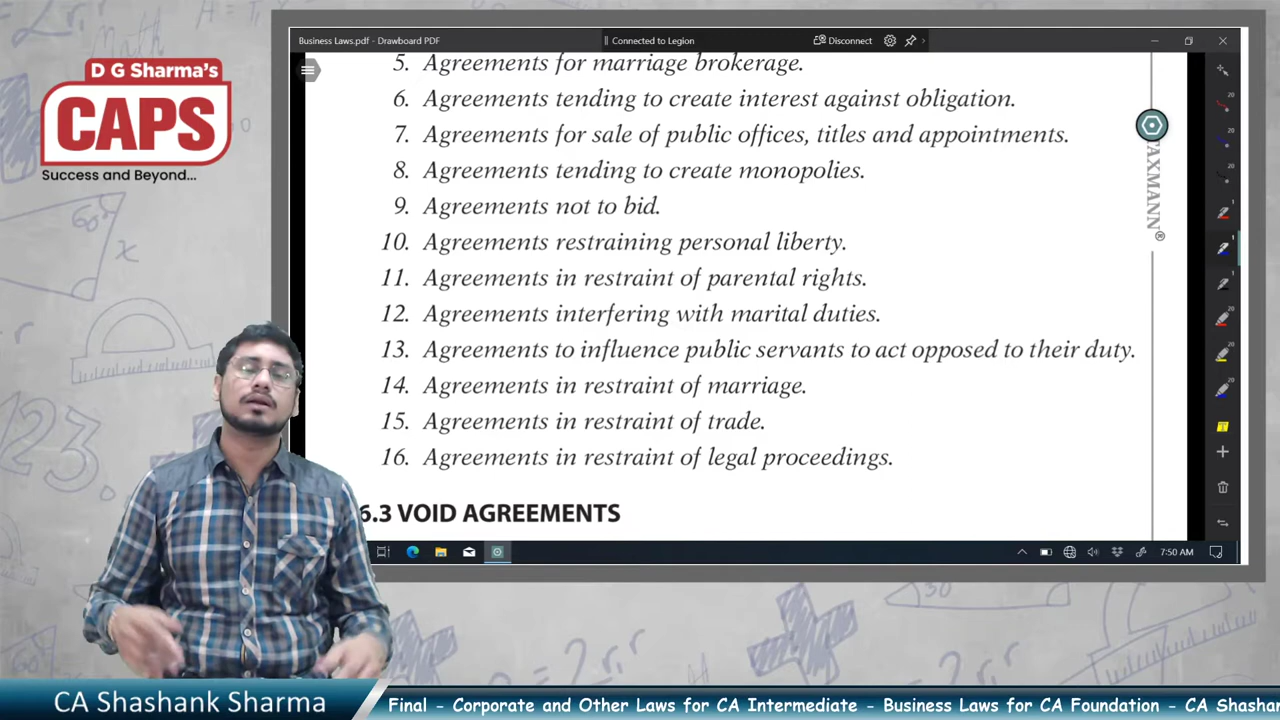 D G Sharma's
CAPS
Success and Beyond...
Business Laws.pdf - Drawboard PDF
Connected to Legion
Disconnect
5. Agreements for marriage brokerage.
6. Agreements tending to create interest against obligation.
7. Agreements for sale of public offices, titles and appointments.
8. Agreements tending to create monopolies.
9. Agreements not to bid.
10. Agreements restraining personal liberty.
11. Agreements in restraint of parental rights.
12. Agreements interfering with marital duties.
13. Agreements to influence public servants to act opposed to their duty.
14. Agreements in restraint of marriage.
15. Agreements in restraint of trade.
16. Agreements in restraint of legal proceedings.
6.3 VOID AGREEMENTS
TAXMANN®
7:50 AM
CA Shashank Sharma
Final - Corporate and Other Laws for CA Intermediate - Business Laws for CA Foundation - CA Shashan